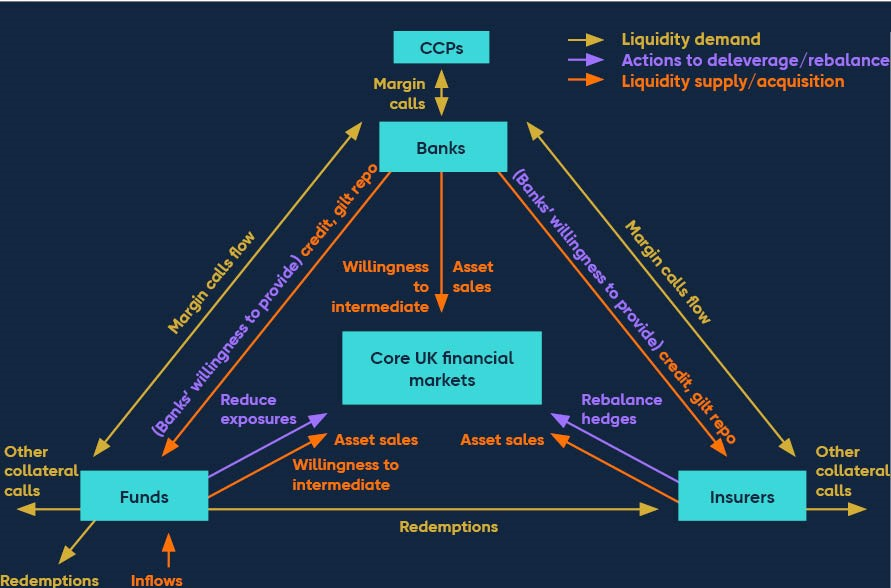 CCPs
Liquidity demand
Actions to deleverage/rebalance
Liquidity supply/acquisition
Margin
calls
Banks
Margin calls flow
(Banks' willingness to provide) credit, gilt repo
Willingness
to
intermediate
Asset
sales
(Banks' willingness to provide) credit, gilt repo
Margin calls flow
Core UK financial
markets
Reduce
exposures
Rebalance
hedges
Asset sales
Willingness to
intermediate
Asset sales
Other
collateral
calls
Funds
Insurers
Other
collateral
calls
Redemptions
Redemptions
Inflows